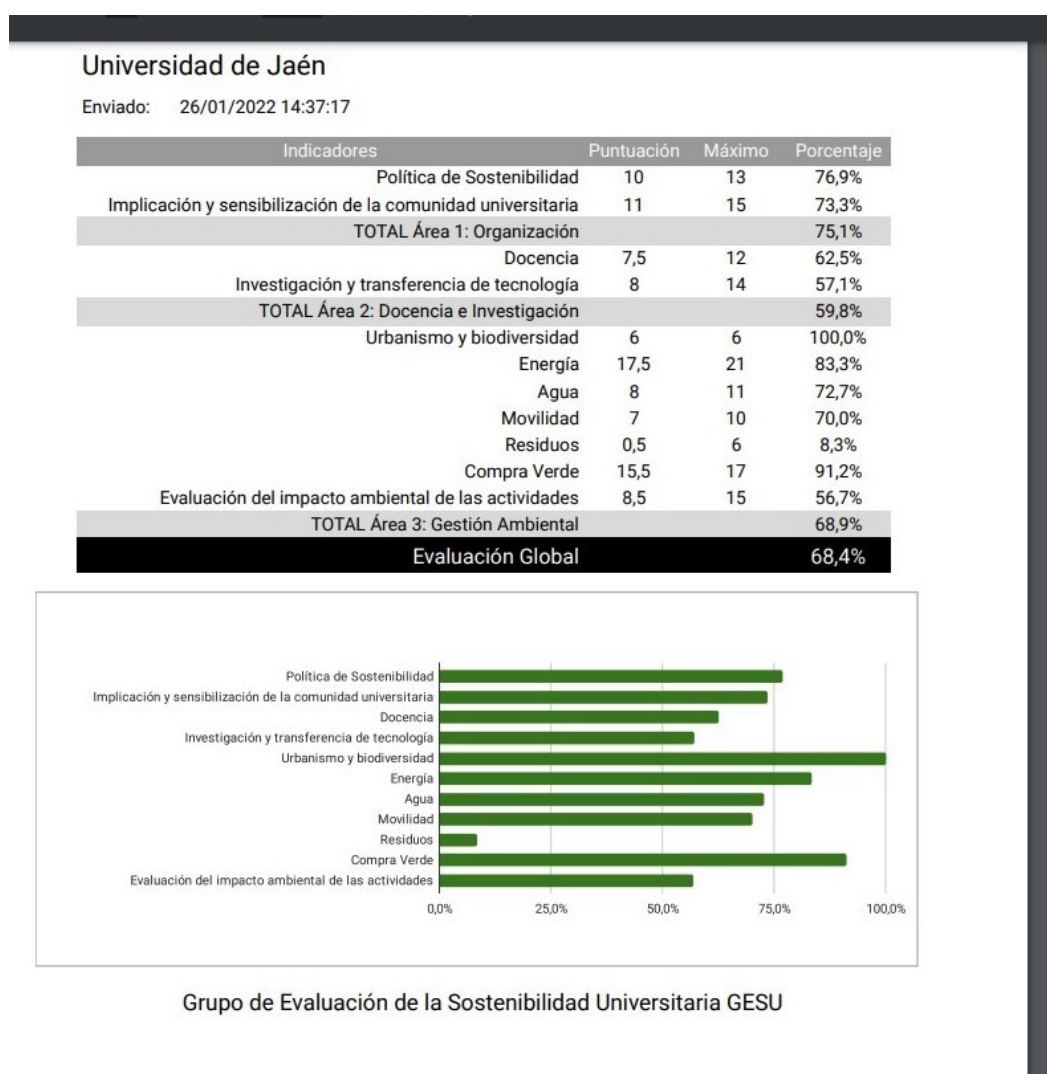 Universidad de Jaén
Enviado: 26/01/2022 14:37:17
Indicadores Puntuación Máximo Porcentaje
Política de Sostenibilidad 10 13 76,9%
Implicación y sensibilización de la comunidad universitaria 11 15 73,3%
TOTAL Área 1: Organización 75,1%
Docencia 7,5 12 62,5%
Investigación y transferencia de tecnología 8 14 57,1%
TOTAL Área 2: Docencia e Investigación 59,8%
Urbanismo y biodiversidad 6 6 100,0%
Energía 17,5 21 83,3%
Agua 8 11 72,7%
Movilidad 7 10 70,0%
Residuos 0,5 6 8,3%
Compra Verde 15,5 17 91,2%
Evaluación del impacto ambiental de las actividades 8,5 15 56,7%
TOTAL Área 3: Gestión Ambiental 68,9%
Evaluación Global 68,4%
Política de Sostenibilidad
Implicación y sensibilización de la comunidad universitaria
Docencia
Investigación y transferencia de tecnología
Urbanismo y biodiversidad
Energía
Agua
Movilidad
Residuos
Compra Verde
Evaluación del impacto ambiental de las actividades
0,0% 25,0% 50,0% 75,0% 100,0%
Grupo de Evaluación de la Sostenibilidad Universitaria GESU